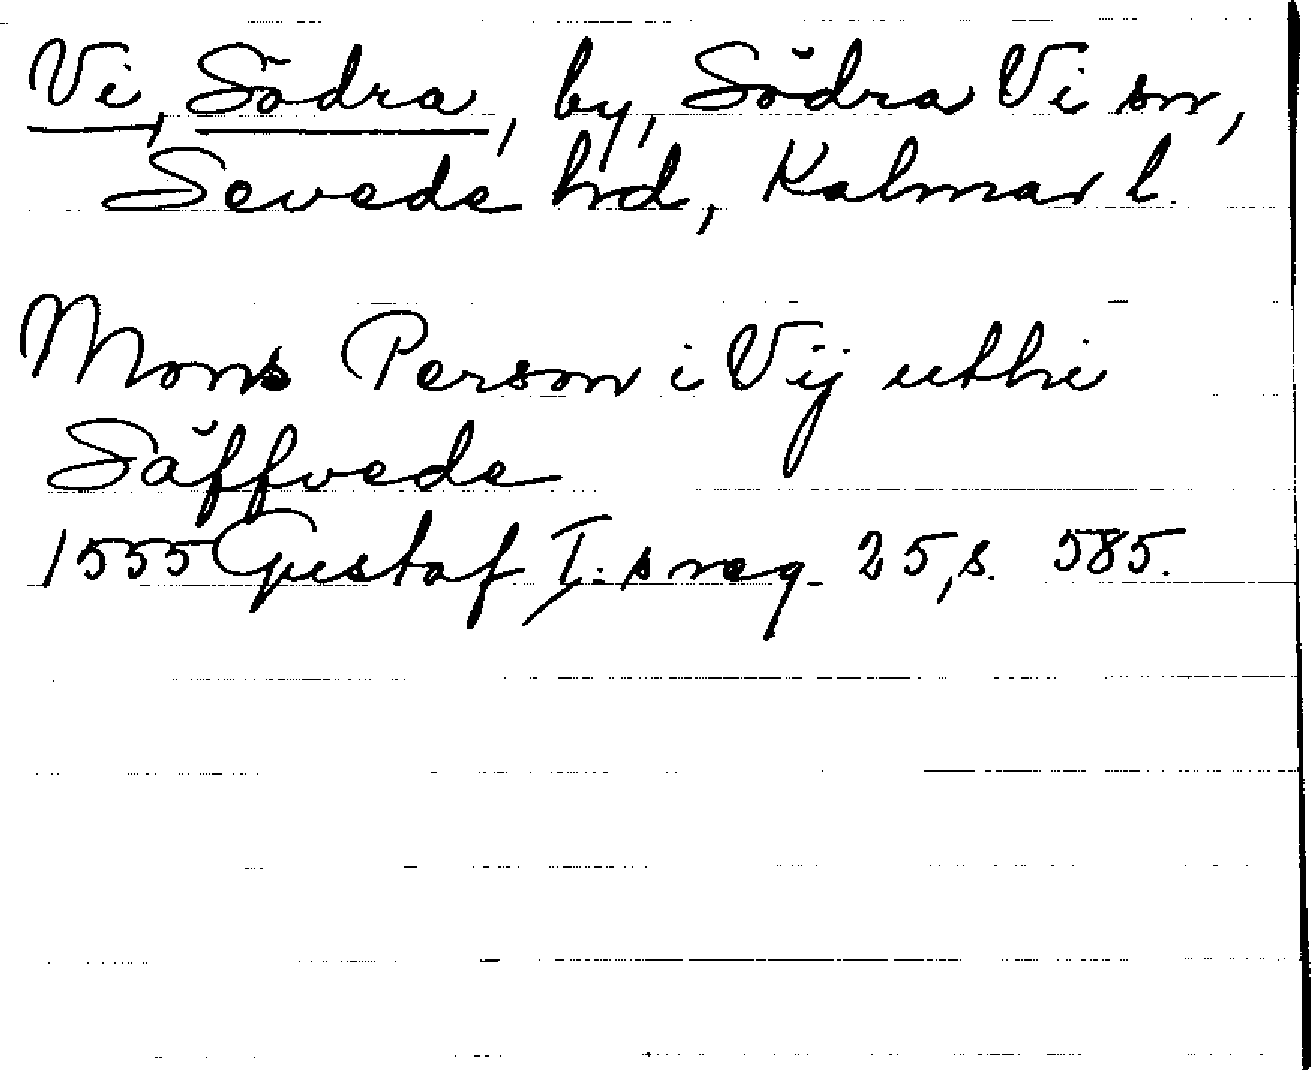 Vi, Södra, by, Södra Vi sn,
Sevede hd, Kalmar l.
Mons Person i Vij uthi
Säffvede
1555 Gustaf I:s reg. 25, s. 585.